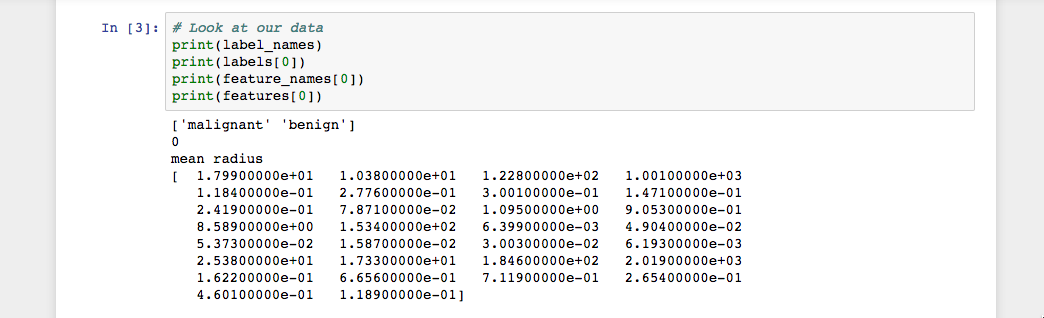 In [3]: # Look at our data
print(label_names)
print(labels[0])
print(feature_names[0])
print(features[0])
['malignant' 'benign']
0
mean radius
[  1.79900000e+01   1.03800000e+01   1.22800000e+02   1.00100000e+03
   1.18400000e-01   2.77600000e-01   3.00100000e-01   1.47100000e-01
   2.41900000e-01   7.87100000e-02   1.09500000e+00   9.05300000e-01
   8.58900000e+00   1.53400000e+02   6.39900000e-03   4.90400000e-02
   5.37300000e-02   1.58700000e-02   3.00300000e-02   6.19300000e-03
   2.53800000e+01   1.73300000e+01   1.84600000e+02   2.01900000e+03
   1.62200000e-01   6.65600000e-01   7.11900000e-01   2.65400000e-01
   4.60100000e-01   1.18900000e-01]